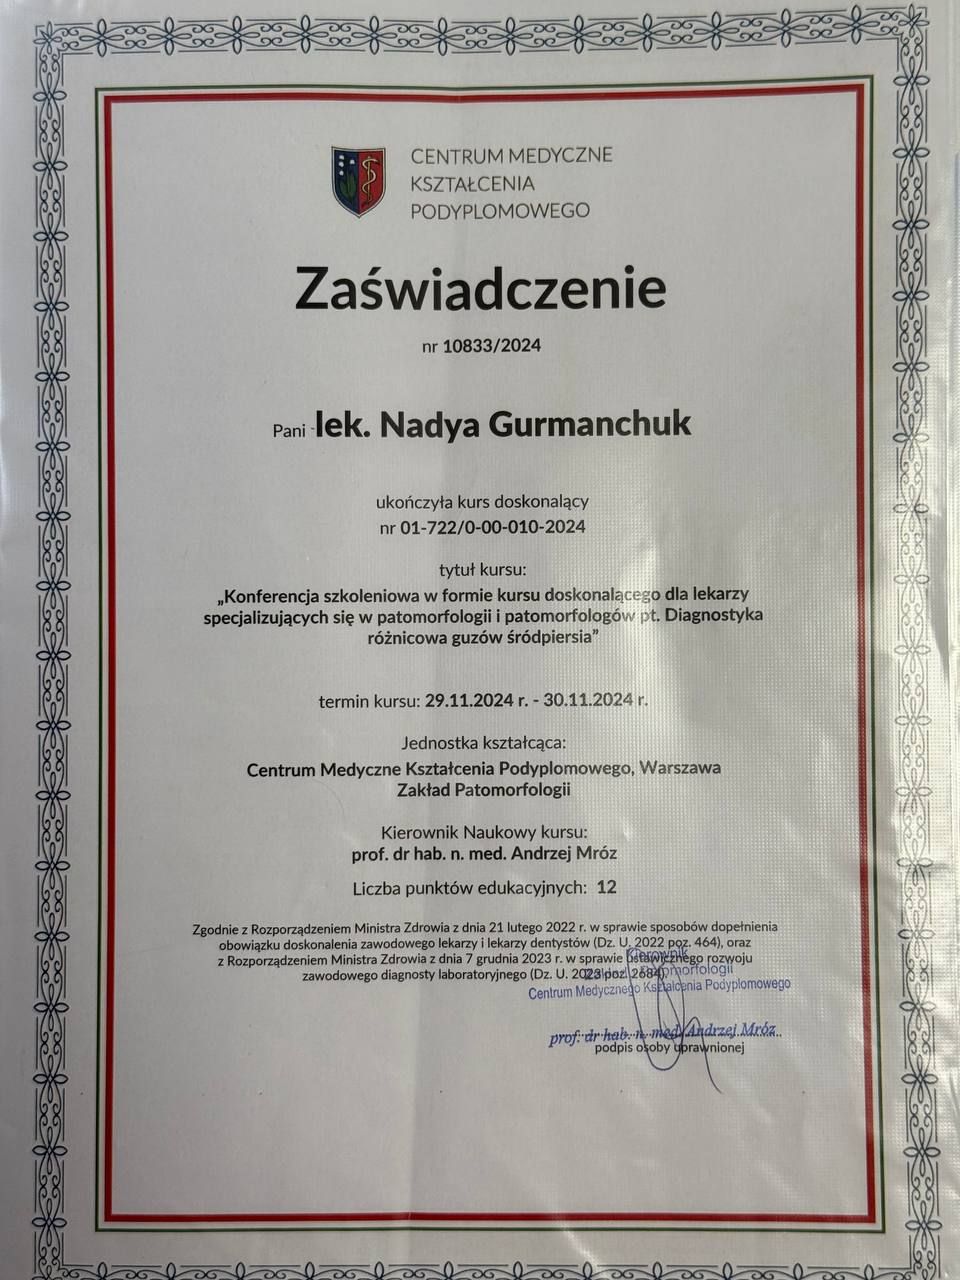 CENTRUM MEDYCZNE
KSZTAŁCENIA
PODYPLOMOWEGO
Zaświadczenie
nr 10833/2024
Pani lek. Nadya Gurmanchuk
ukończyła kurs doskonalący
nr 01-722/0-00-010-2024
tytuł kursu:
„Konferencja szkoleniowa w formie kursu doskonalącego dla lekarzy
specjalizujących się w patomorfologii i patomorfologów pt. Diagnostyka
różnicowa guzów śródpiersia”
termin kursu: 29.11.2024 r. - 30.11.2024 r.
Jednostka kształcąca:
Centrum Medyczne Kształcenia Podyplomowego, Warszawa
Zakład Patomorfologii
Kierownik Naukowy kursu:
prof. dr hab. n. med. Andrzej Mróz
Liczba punktów edukacyjnych: 12
Zgodnie z Rozporządzeniem Ministra Zdrowia z dnia 21 lutego 2022 r. w sprawie sposobów dopełnienia
obowiązku doskonalenia zawodowego lekarzy i lekarzy dentystów (Dz. U. 2022 poz. 464), oraz
z Rozporządzeniem Ministra Zdrowia z dnia 7 grudnia 2023 r. w sprawie ustawicznego rozwoju
zawodowego diagnosty laboratoryjnego (Dz. U. 2023 poz. 2684).
Kierownik
Patomorfologii
Centrum Medycznego Kształcenia Podyplomowego
prof. dr hab. n. med. Andrzej Mróz
podpis osoby uprawnionej